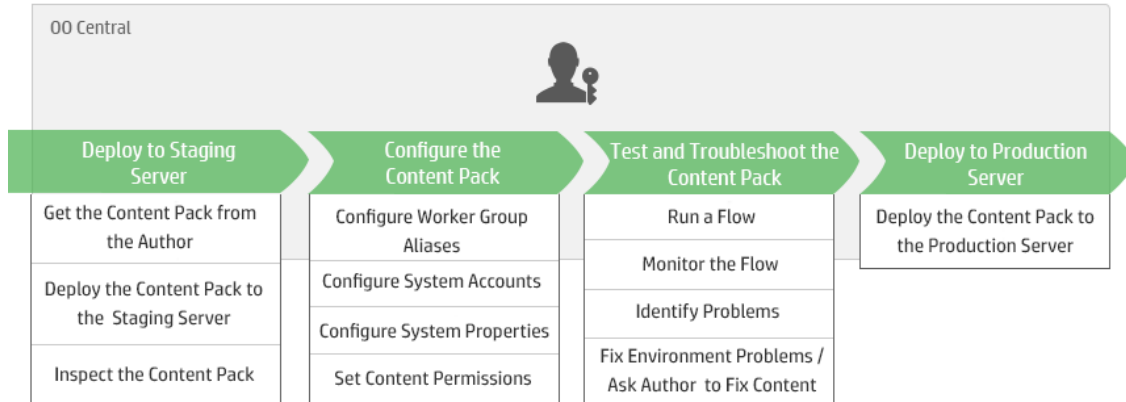 OO Central
Deploy to Staging
Server
Configure the
Content Pack
Test and Troubleshoot the
Content Pack
Deploy to Production
Server
Get the Content Pack from
the Author
Deploy the Content Pack to
the Staging Server
Inspect the Content Pack
Configure Worker Group
Aliases
Configure System Accounts
Configure System Properties
Set Content Permissions
Run a Flow
Monitor the Flow
Identify Problems
Fix Environment Problems /
Ask Author to Fix Content
Deploy the Content Pack to
the Production Server